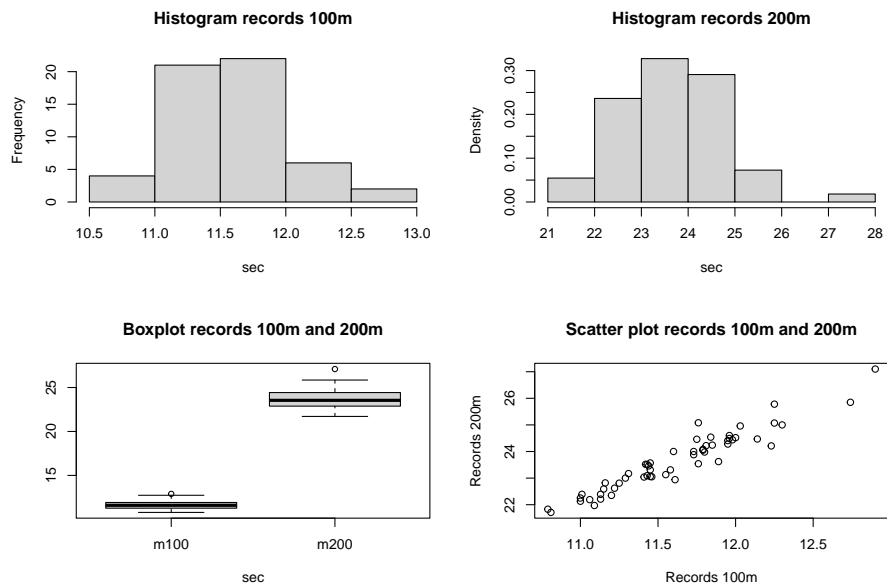 Histogram records 100m
Frequency
20
15
10
5
0
10.5 11.0 11.5 12.0 12.5 13.0
sec
Histogram records 200m
Density
0.30
0.20
0.10
0.00
21 22 23 24 25 26 27 28
sec
Boxplot records 100m and 200m
25
15
m100 m200
sec
Scatter plot records 100m and 200m
Records 200m
26
24
22
11.0 11.5 12.0 12.5
Records 100m